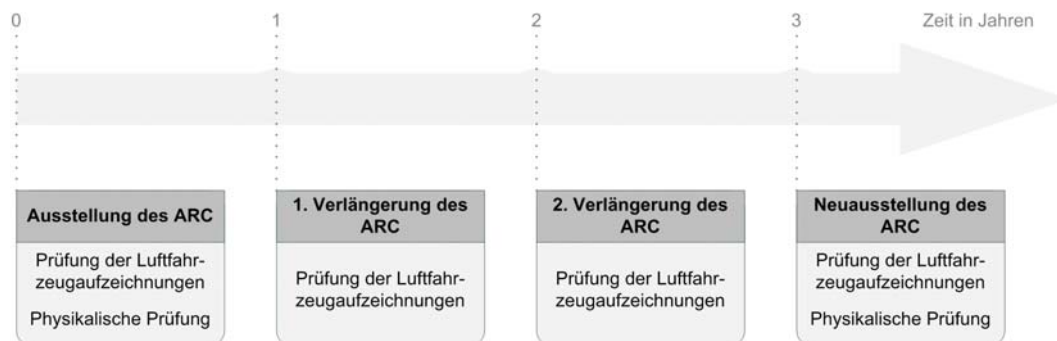 0
1
2
3
Zeit in Jahren
Ausstellung des ARC
Prüfung der Luftfahr-
zeugaufzeichnungen
Physikalische Prüfung
1. Verlängerung des
ARC
Prüfung der Luftfahr-
zeugaufzeichnungen
2. Verlängerung des
ARC
Prüfung der Luftfahr-
zeugaufzeichnungen
Neuausstellung des
ARC
Prüfung der Luftfahr-
zeugaufzeichnungen
Physikalische Prüfung